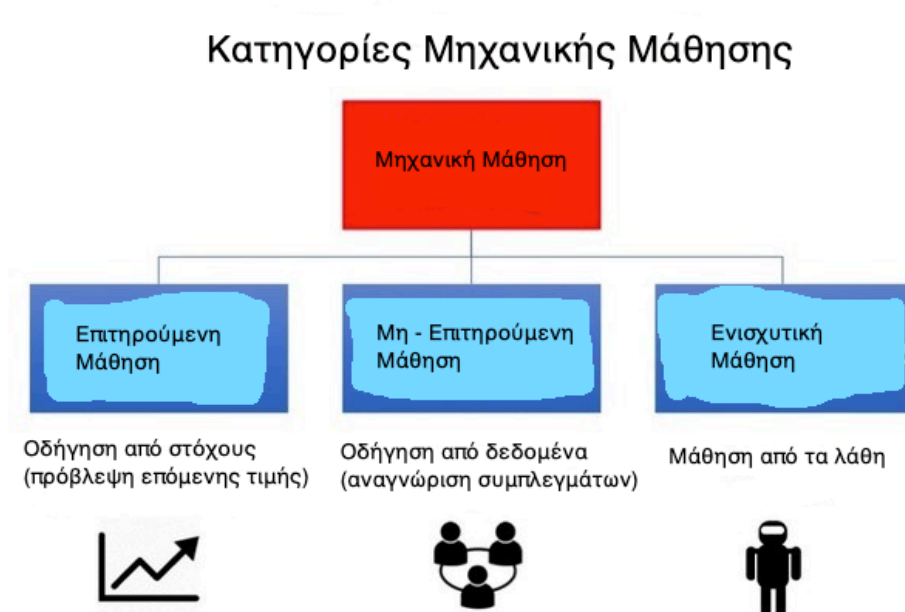 Κατηγορίες Μηχανικής Μάθησης
Μηχανική Μάθηση
Επιτηρούμενη
Μάθηση
Μη - Επιτηρούμενη
Μάθηση
Ενισχυτική
Μάθηση
Οδήγηση από στόχους
(πρόβλεψη επόμενης τιμής)
Οδήγηση από δεδομένα
(αναγνώριση συμπλεγμάτων)
Μάθηση από τα λάθη